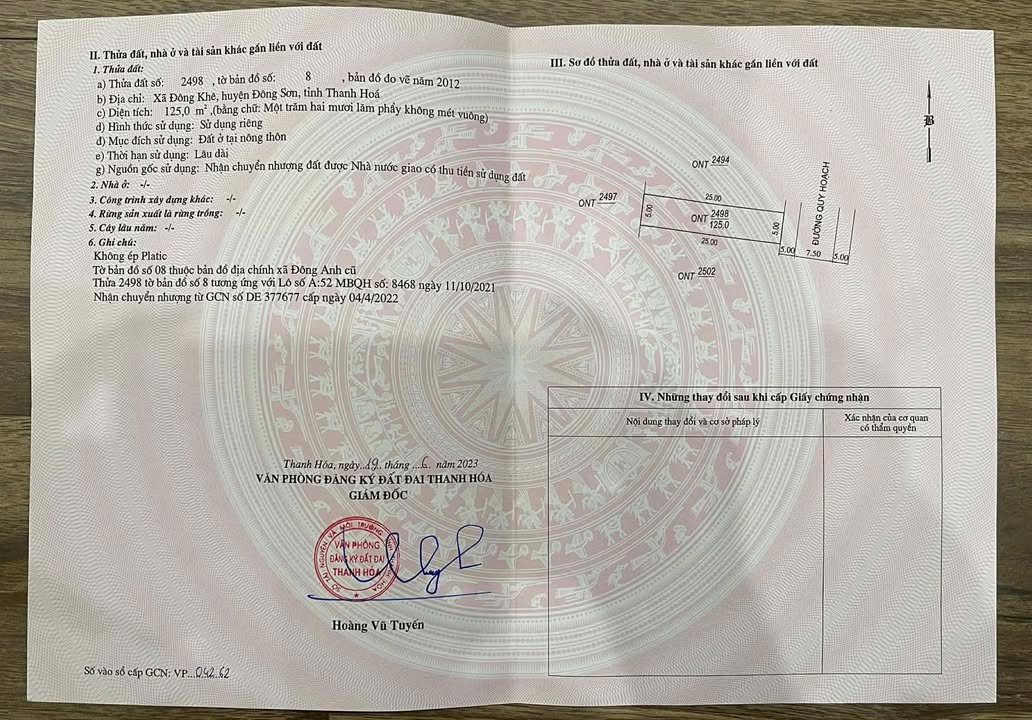 II. Thửa đất, nhà ở và tài sản khác gắn liền với đất
1. Thửa đất:
a) Thửa đất số: 2498 , tờ bản đồ số: 8 , bản đồ đo vẽ năm 2012
b) Địa chỉ: Xã Đông Khê, huyện Đông Sơn, tỉnh Thanh Hoá
c) Diện tích: 125,0 m² ,(bằng chữ: Một trăm hai mươi lăm phẩy không mét vuông)
d) Hình thức sử dụng: Sử dụng riêng
đ) Mục đích sử dụng: Đất ở tại nông thôn
e) Thời hạn sử dụng: Lâu dài
g) Nguồn gốc sử dụng: Nhận chuyển nhượng đất được Nhà nước giao có thu tiền sử dụng đất
2. Nhà ở: -/-
3. Công trình xây dựng khác: -/-
4. Rừng sản xuất là rừng trồng: -/-
5. Cây lâu năm: -/-
6. Ghi chú:
Không ép Platic
Tờ bản đồ số 08 thuộc bản đồ địa chính xã Đông Anh cũ
Thửa 2498 tờ bản đồ số 8 tương ứng với Lô số A:52 MBQH số: 8468 ngày 11/10/2021
Nhận chuyển nhượng từ GCN số DE 377677 cấp ngày 04/4/2022
Thanh Hóa, ngày..19.. tháng ...6.. năm 2023
VĂN PHÒNG ĐĂNG KÝ ĐẤT ĐAI THANH HÓA
GIÁM ĐỐC
SỞ TÀI NGUYÊN VÀ MÔI TRƯỜNG TỈNH THANH HÓA
VĂN PHÒNG
ĐĂNG KÝ ĐẤT ĐAI
THANH HÓA
Hoàng Vũ Tuyến
Số vào sổ cấp GCN: VP...04262
III. Sơ đồ thửa đất, nhà ở và tài sản khác gắn liền với đất
B
ONT 2494
ONT 2497
25.00
5.00
ONT 2498
125.0
5.00
25.00
5.00
7.50
5.00
ĐƯỜNG QUY HOẠCH
ONT 2502
IV. Những thay đổi sau khi cấp Giấy chứng nhận
Nội dung thay đổi và cơ sở pháp lý
Xác nhận của cơ quan
có thẩm quyền